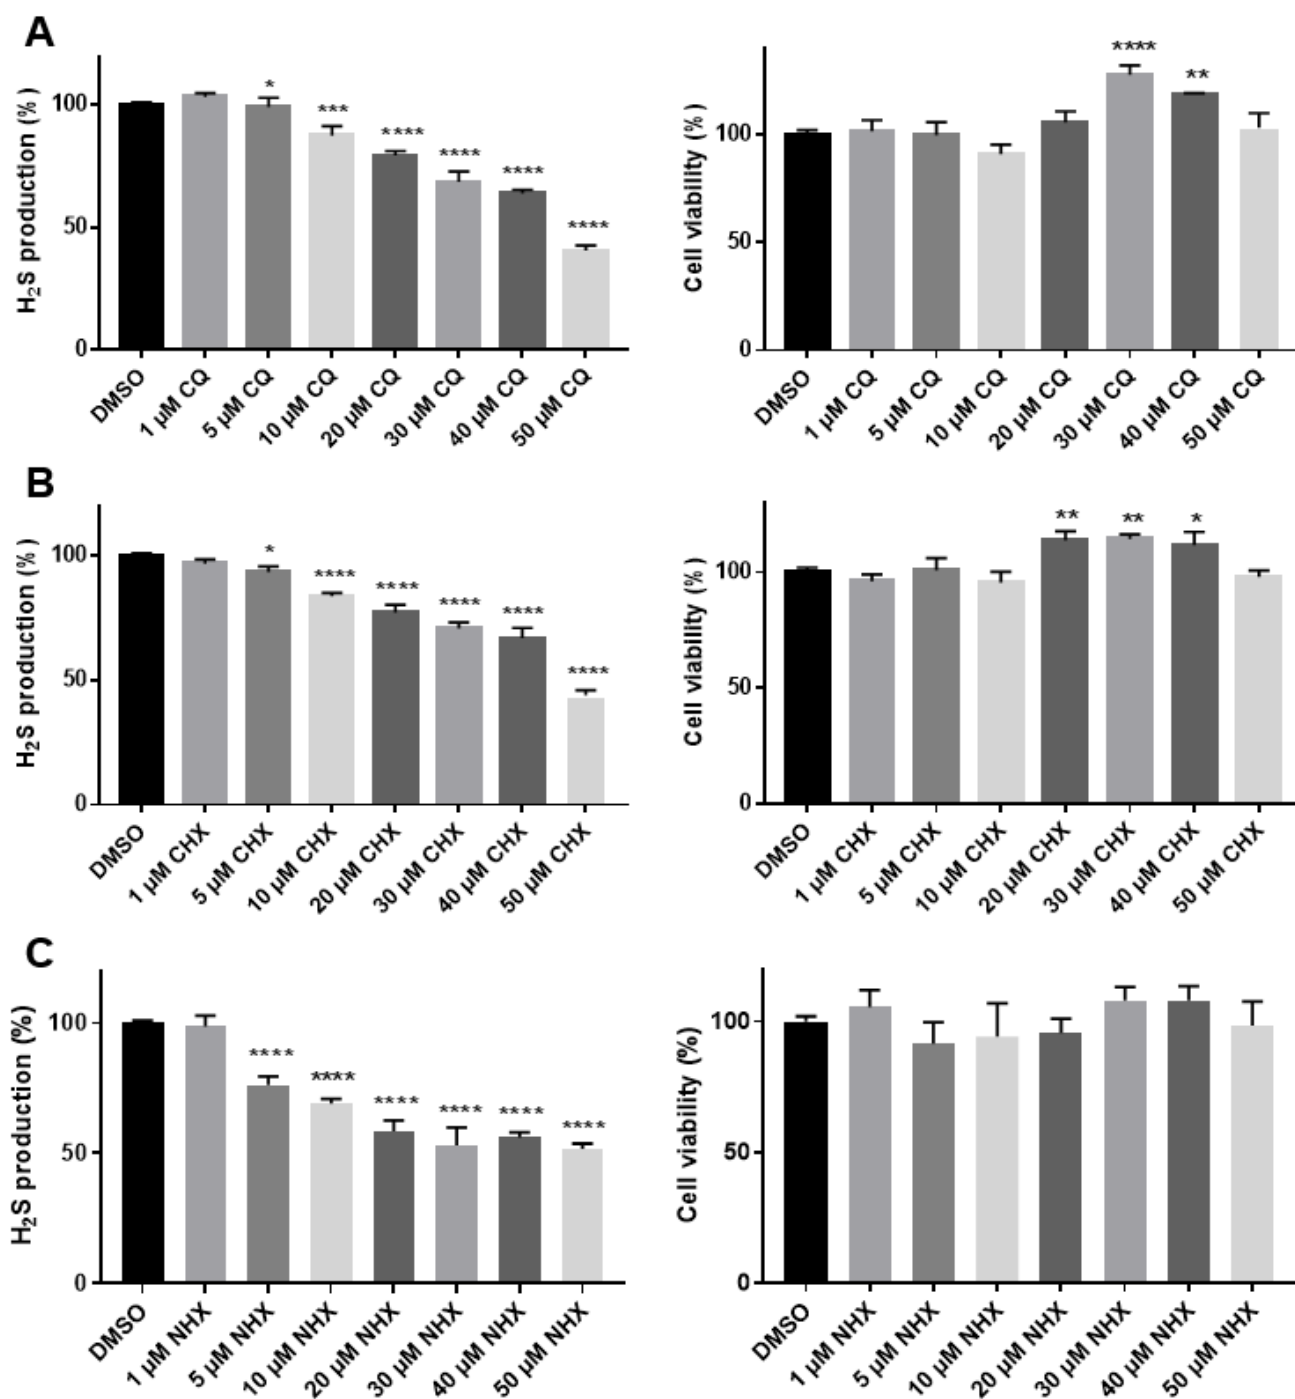 A
H₂S production (%)
100
50
0
*
***
****
****
****
****
DMSO
1 µM CQ
5 µM CQ
10 µM CQ
20 µM CQ
30 µM CQ
40 µM CQ
50 µM CQ
Cell viability (%)
100
50
0
****
**
DMSO
1 µM CQ
5 µM CQ
10 µM CQ
20 µM CQ
30 µM CQ
40 µM CQ
50 µM CQ
B
H₂S production (%)
100
50
0
*
****
****
****
****
****
DMSO
1 µM CHX
5 µM CHX
10 µM CHX
20 µM CHX
30 µM CHX
40 µM CHX
50 µM CHX
Cell viability (%)
100
50
0
**
**
*
DMSO
1 µM CHX
5 µM CHX
10 µM CHX
20 µM CHX
30 µM CHX
40 µM CHX
50 µM CHX
C
H₂S production (%)
100
50
0
****
****
****
****
****
****
DMSO
1 µM NHX
5 µM NHX
10 µM NHX
20 µM NHX
30 µM NHX
40 µM NHX
50 µM NHX
Cell viability (%)
100
50
0
DMSO
1 µM NHX
5 µM NHX
10 µM NHX
20 µM NHX
30 µM NHX
40 µM NHX
50 µM NHX